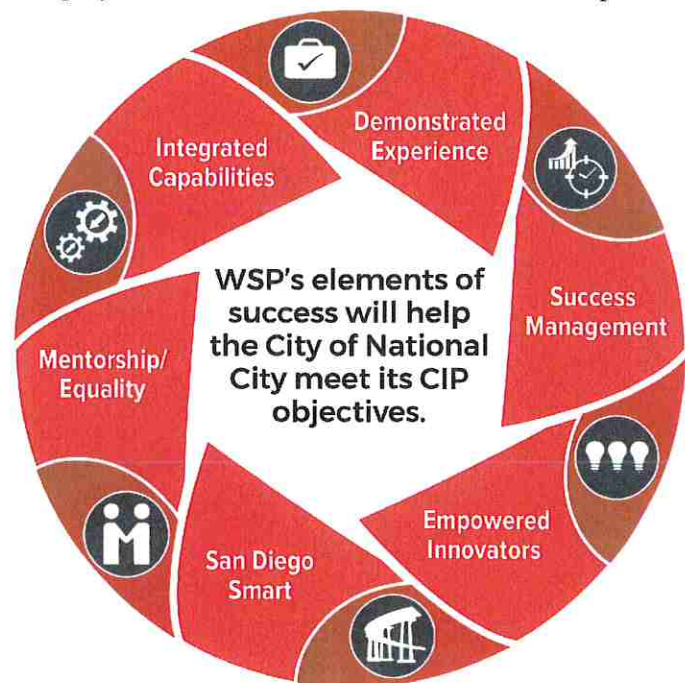 Demonstrated
Experience
Success
Management
Empowered
Innovators
San Diego
Smart
Mentorship/
Equality
Integrated
Capabilities
WSP's elements of
success will help
the City of National
City meet its CIP
objectives.